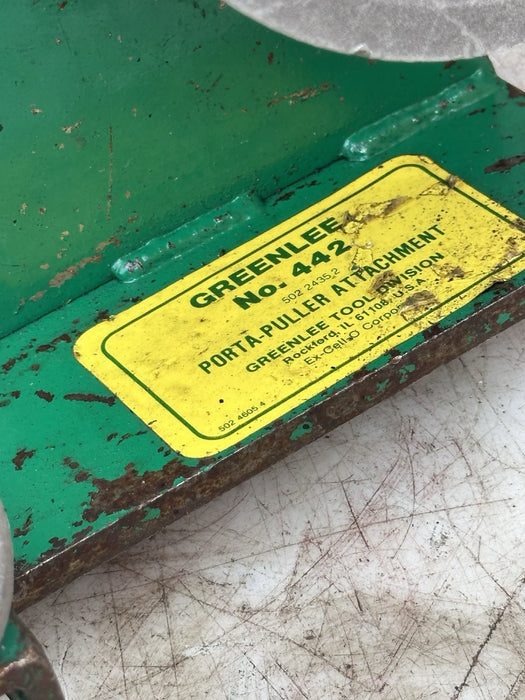 GREENLEE
No. 442
502 2435.2
PORTA-PULLER ATTACHMENT
GREENLEE TOOL DIVISION
Rockford, IL 61108, U.S.A.
Ex-Cell-O Corpora
502 4605 4